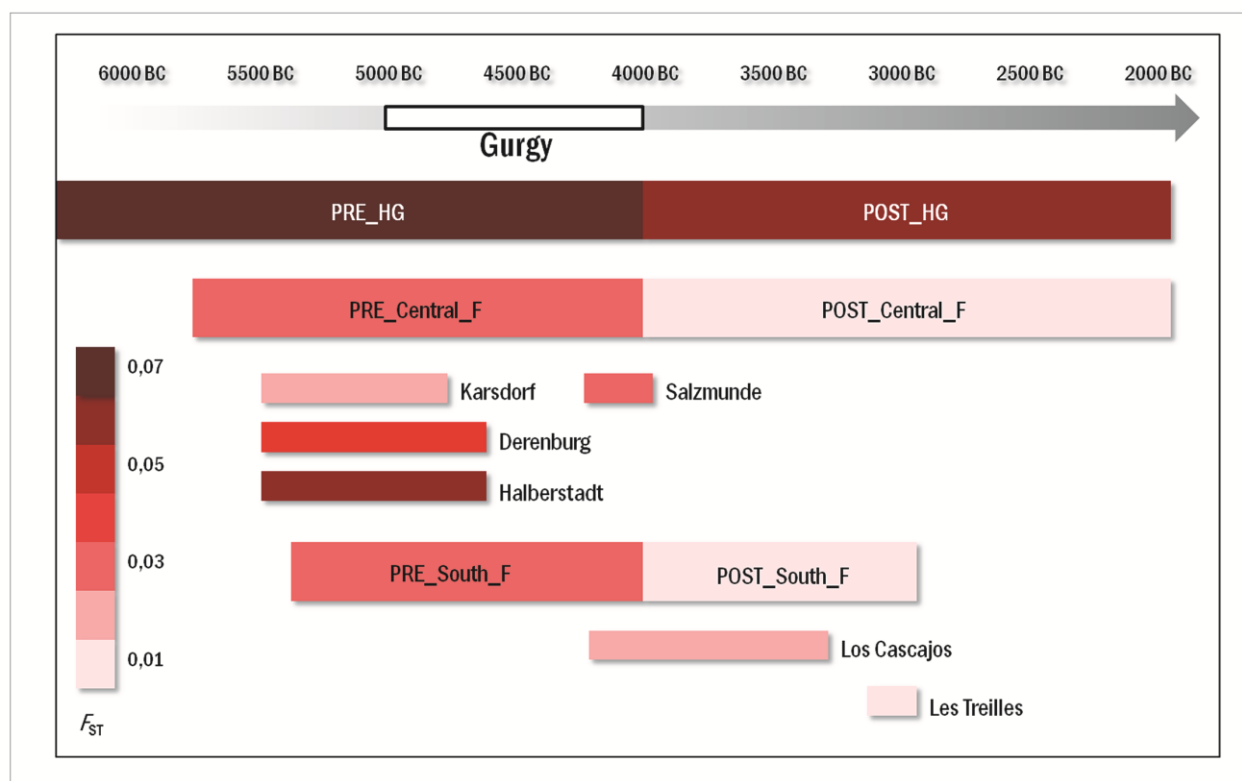 6000 BC 5500 BC 5000 BC 4500 BC 4000 BC 3500 BC 3000 BC 2500 BC 2000 BC
Gurgy
PRE_HG POST_HG
PRE_Central_F POST_Central_F
0,07
Karsdorf Salzmunde
Derenburg
0,05
Halberstadt
0,03
PRE_South_F POST_South_F
0,01
Los Cascajos
Les Treilles
FST